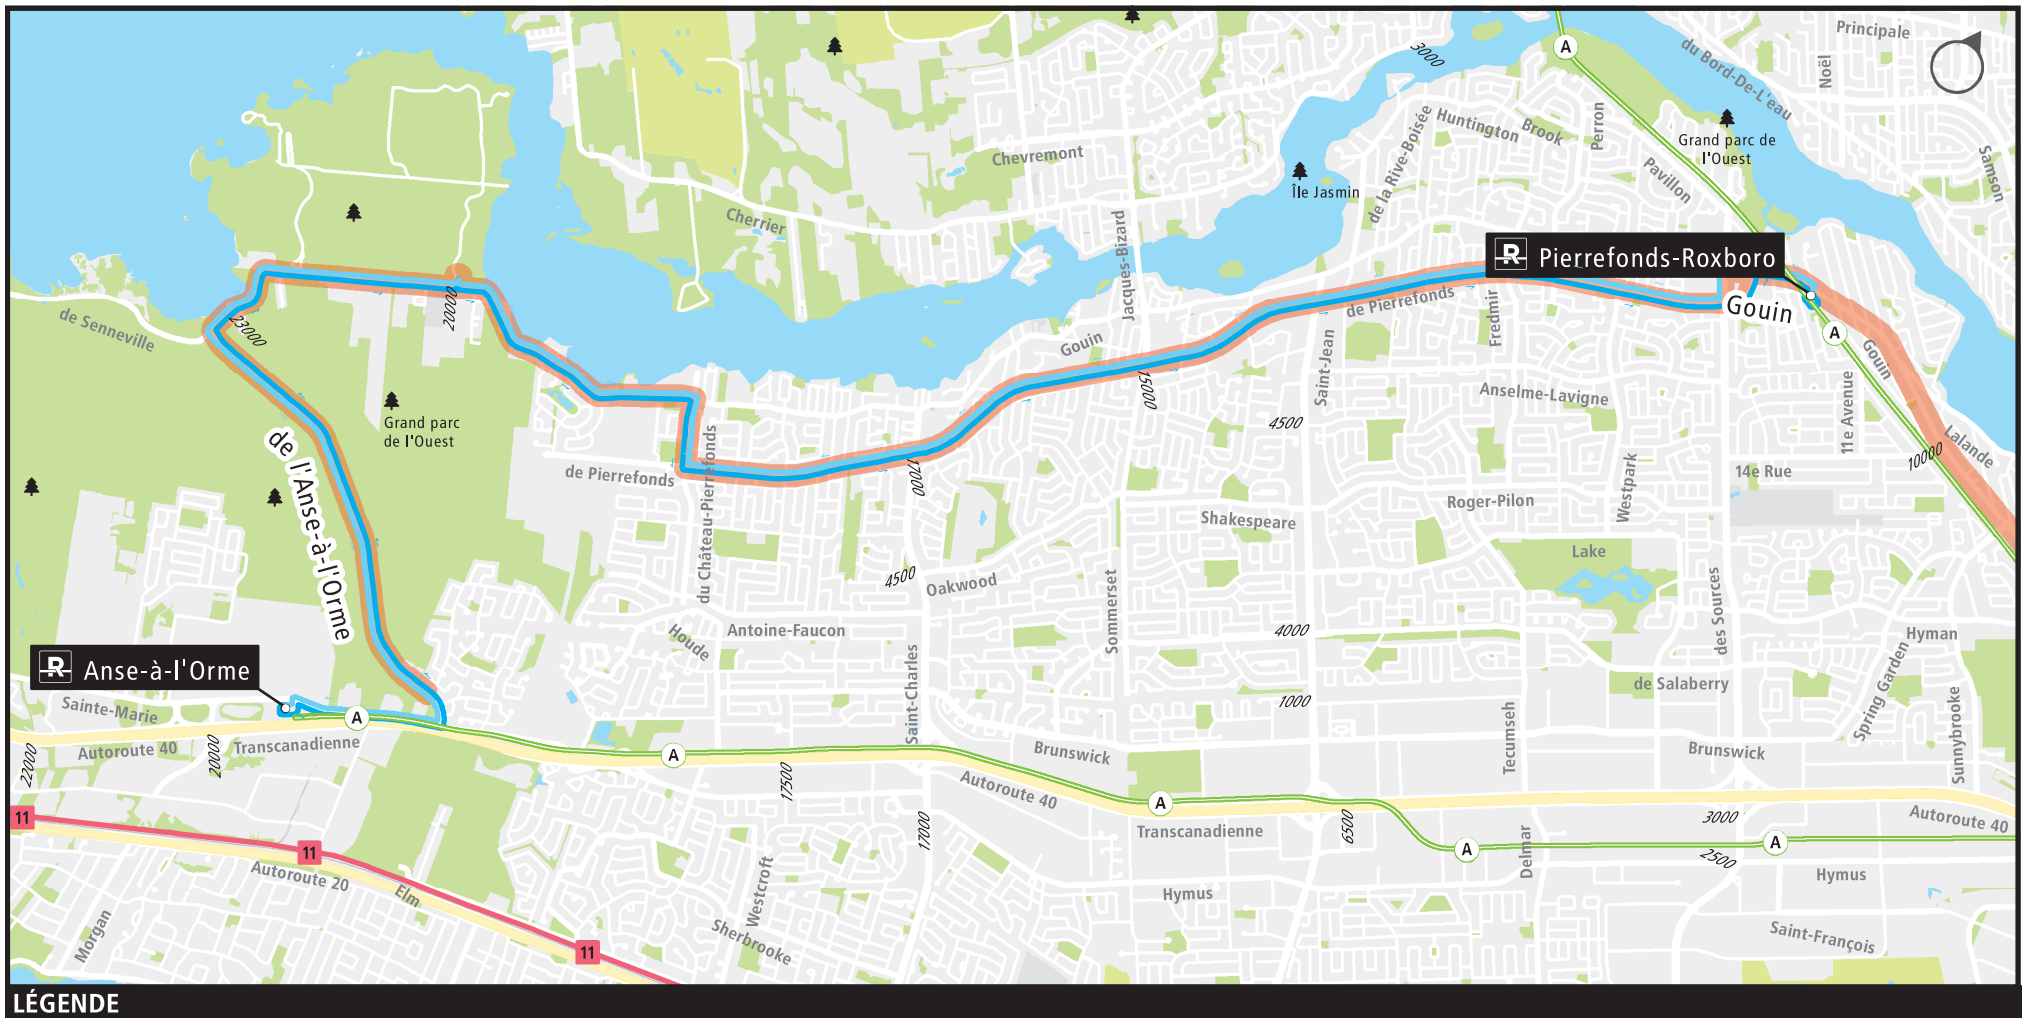 Principale
A
3000
du Bord-De-L'eau
Noël
Huntington
Brook
Perron
Grand parc de
l'Ouest
de la Rive-Boisée
Chevremont
Pavillon
Samson
Île Jasmin
Cherrier
Jacques-Bizard
R Pierrefonds-Roxboro
de Senneville
23000
20000
Gouin
de Pierrefonds
Fredmir
Gouin
A
Gouin
Saint-Jean
15000
Anselme-Lavigne
11e Avenue
Grand parc
de l'Ouest
4500
Lalande
10000
de l'Anse-à-l'Orme
de Pierrefonds
du Château-Pierrefonds
17000
Westpark
14e Rue
Roger-Pilon
Shakespeare
Lake
4500
Oakwood
Sommerset
des Sources
Houde
Antoine-Faucon
4000
Hyman
R Anse-à-l'Orme
Saint-Charles
de Salaberry
Spring Garden
Sunnybrooke
Sainte-Marie
A
1000
Tecumseh
22000
Autoroute 40
20000
Transcanadienne
A
17500
Brunswick
Brunswick
Autoroute 40
A
11
11
17000
Transcanadienne
6500
A
Delmar
3000
A
2500
Autoroute 40
Autoroute 20
Elm
Westcroft
Hymus
Hymus
Morgan
11
Sherbrooke
Saint-François
LÉGENDE